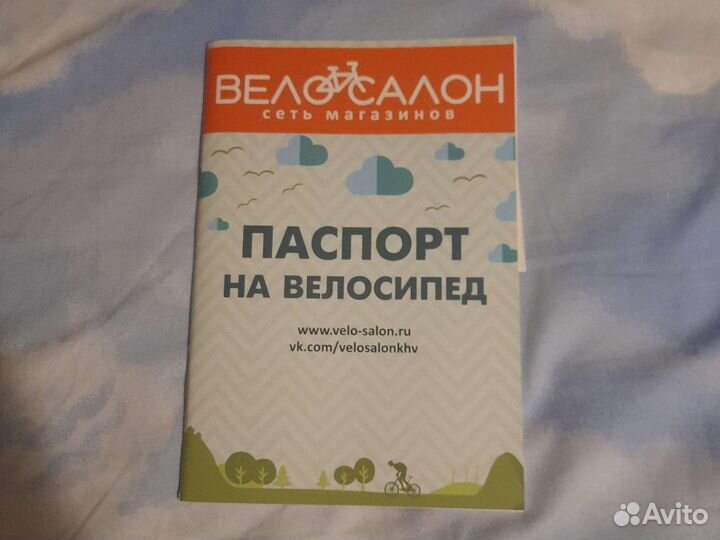 ВЕЛОСАЛОН
сеть магазинов
ПАСПОРТ
НА ВЕЛОСИПЕД
www.velo-salon.ru
vk.com/velosalonkhv
Avito